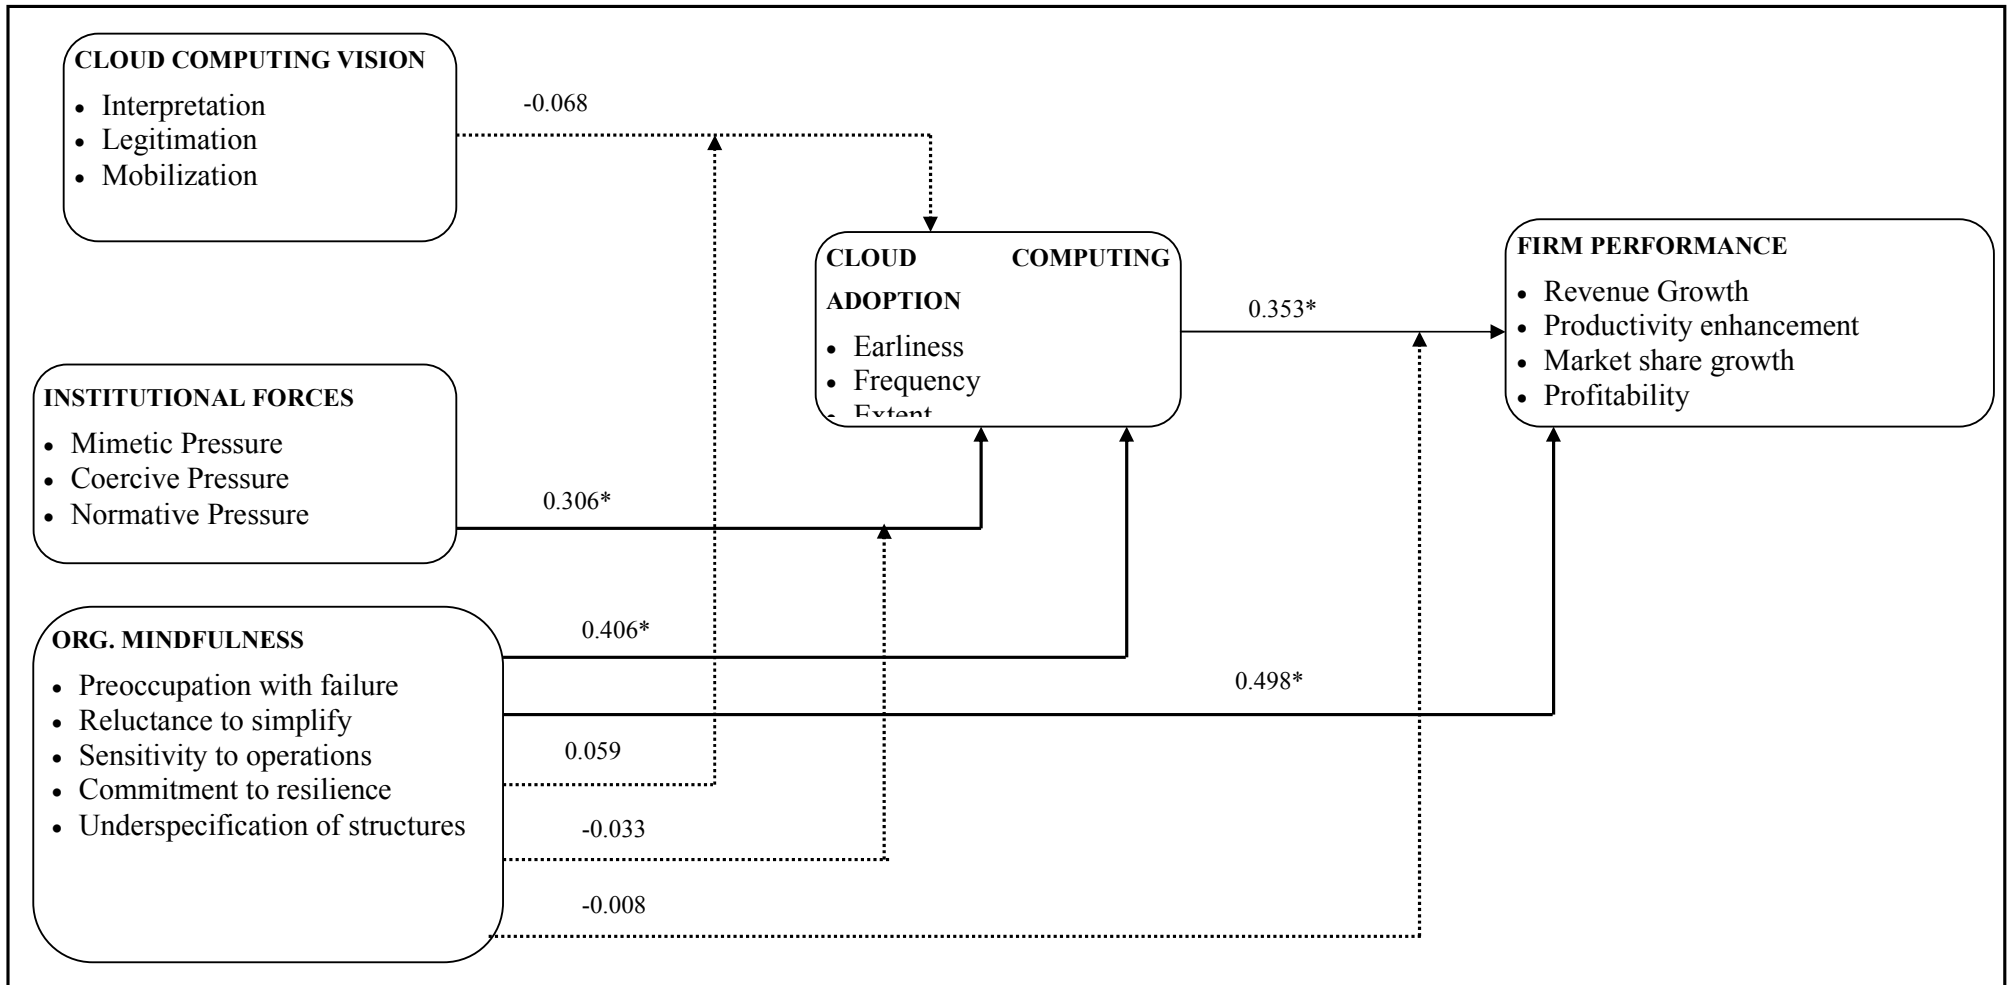 CLOUD COMPUTING VISION
• Interpretation
• Legitimation
• Mobilization
-0.068
CLOUD COMPUTING
ADOPTION
• Earliness
• Frequency
• Extent
0.353*
FIRM PERFORMANCE
• Revenue Growth
• Productivity enhancement
• Market share growth
• Profitability
INSTITUTIONAL FORCES
• Mimetic Pressure
• Coercive Pressure
• Normative Pressure
0.306*
ORG. MINDFULNESS
• Preoccupation with failure
• Reluctance to simplify
• Sensitivity to operations
• Commitment to resilience
• Underspecification of structures
0.406*
0.498*
0.059
-0.033
-0.008